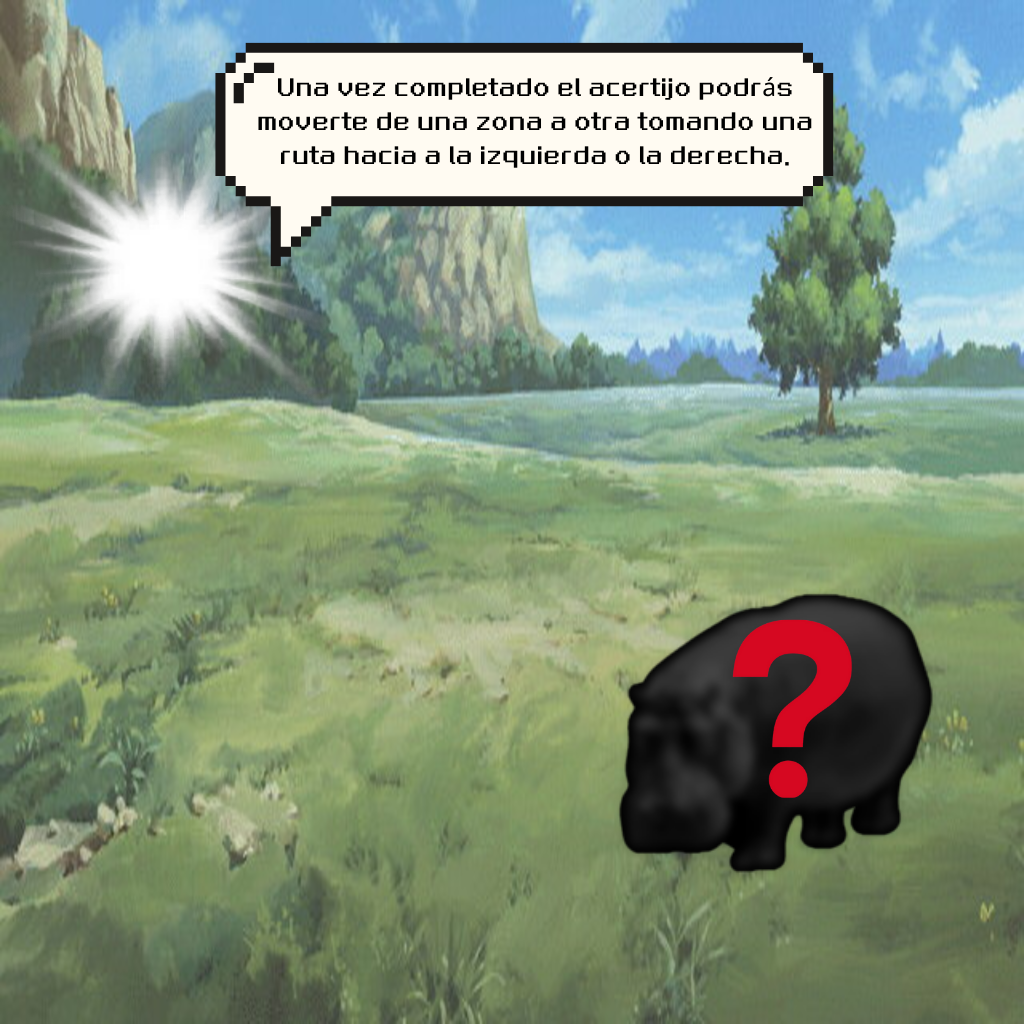 Una vez completado el acertijo podrás
moverte de una zona a otra tomando una
ruta hacia a la izquierda o la derecha.
?